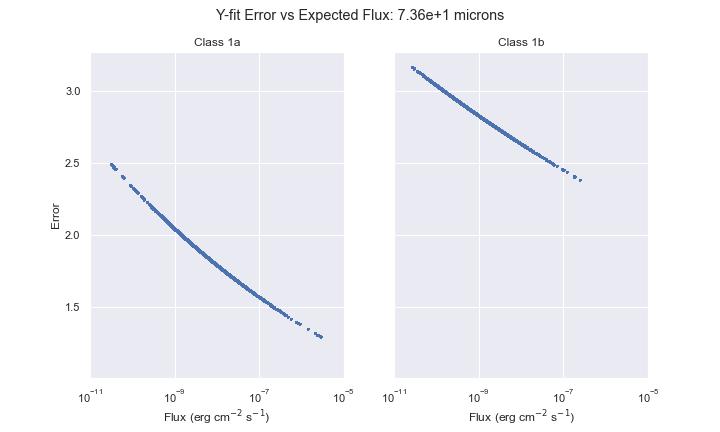 Y-fit Error vs Expected Flux: 7.36e+1 microns
Class 1a
Class 1b
3.0
2.5
2.0
1.5
Error
10⁻¹¹ 10⁻⁹ 10⁻⁷ 10⁻⁵
10⁻¹¹ 10⁻⁹ 10⁻⁷ 10⁻⁵
Flux (erg cm⁻² s⁻¹)
Flux (erg cm⁻² s⁻¹)